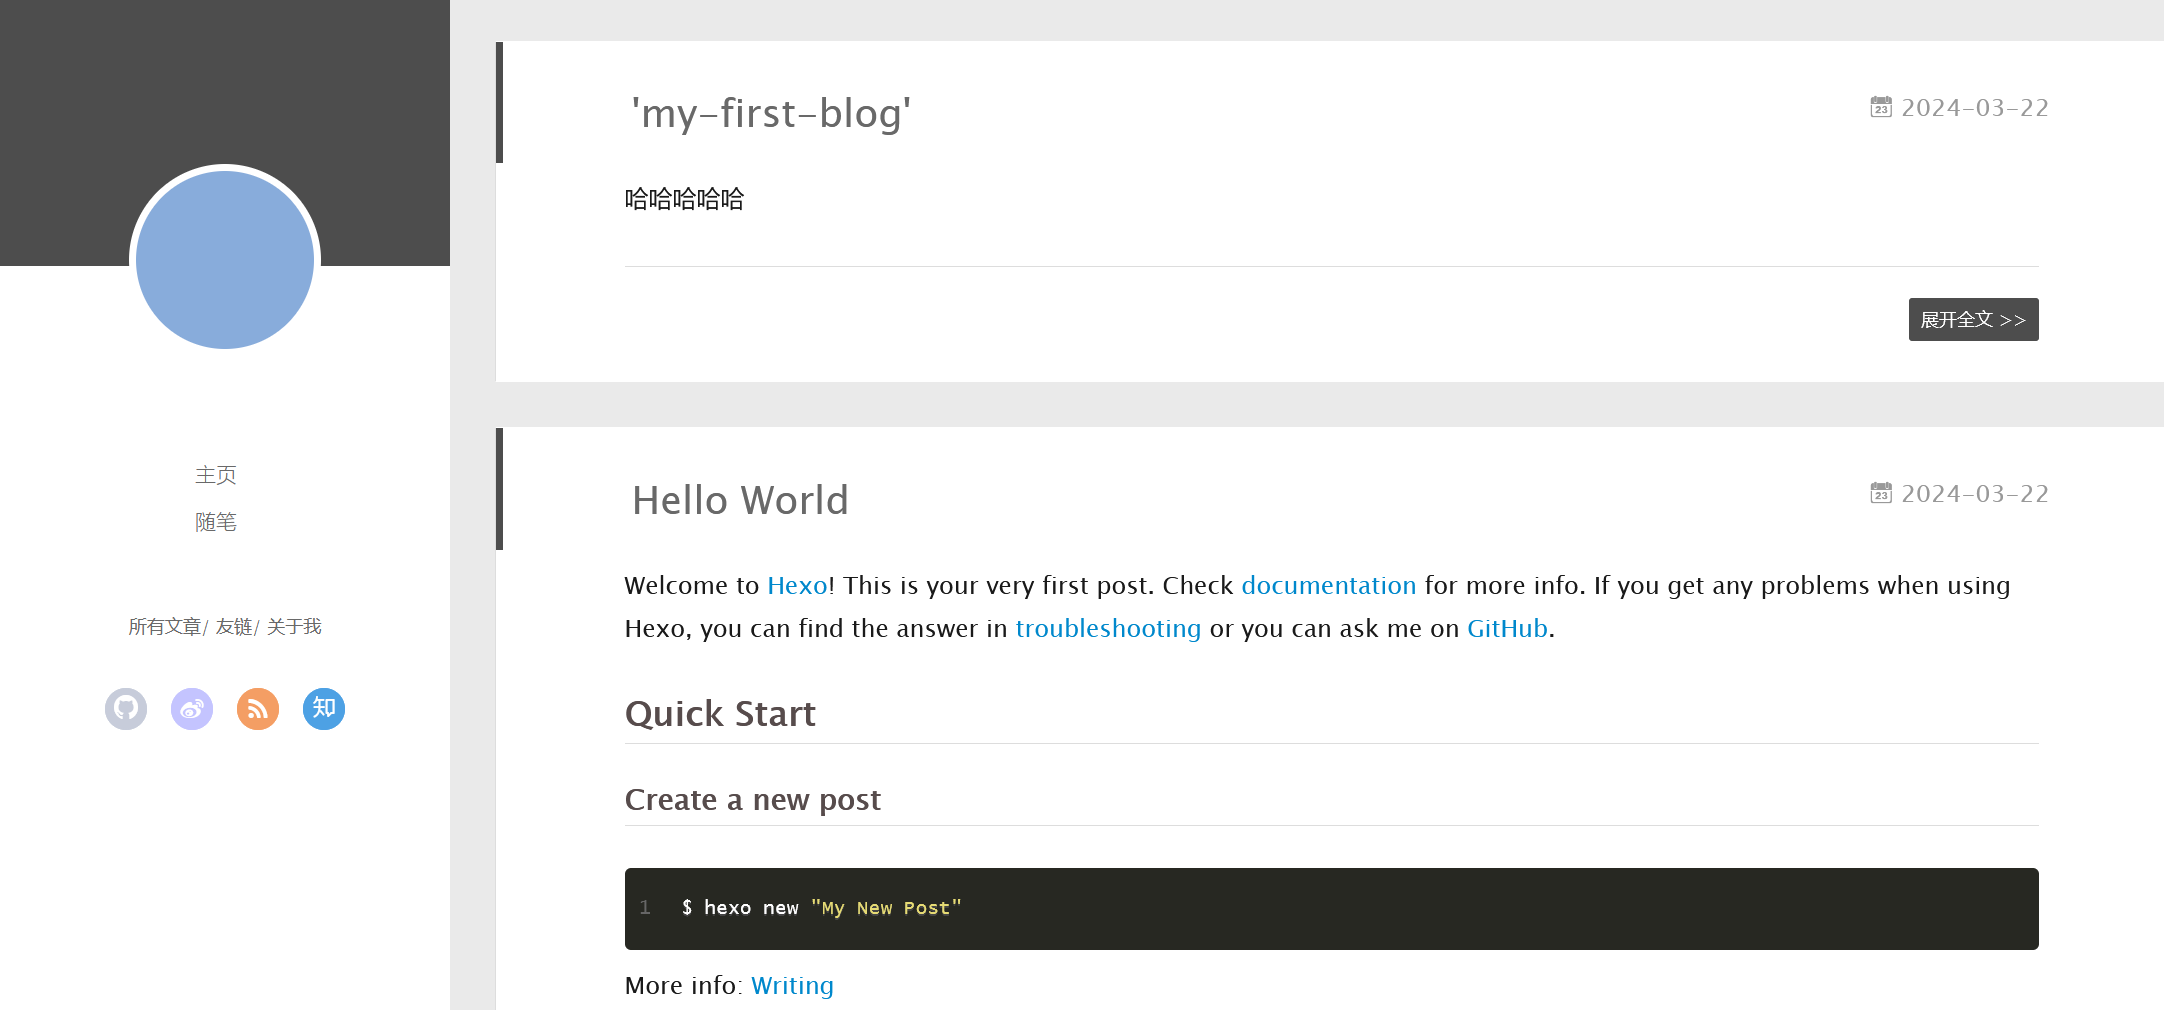 主页
随笔
所有文章/ 友链/ 关于我
知
'my-first-blog'
23 2024-03-22
哈哈哈哈哈
展开全文 >>
Hello World
23 2024-03-22
Welcome to Hexo! This is your very first post. Check documentation for more info. If you get any problems when using
Hexo, you can find the answer in troubleshooting or you can ask me on GitHub.
Quick Start
Create a new post
1 $ hexo new "My New Post"
More info: Writing